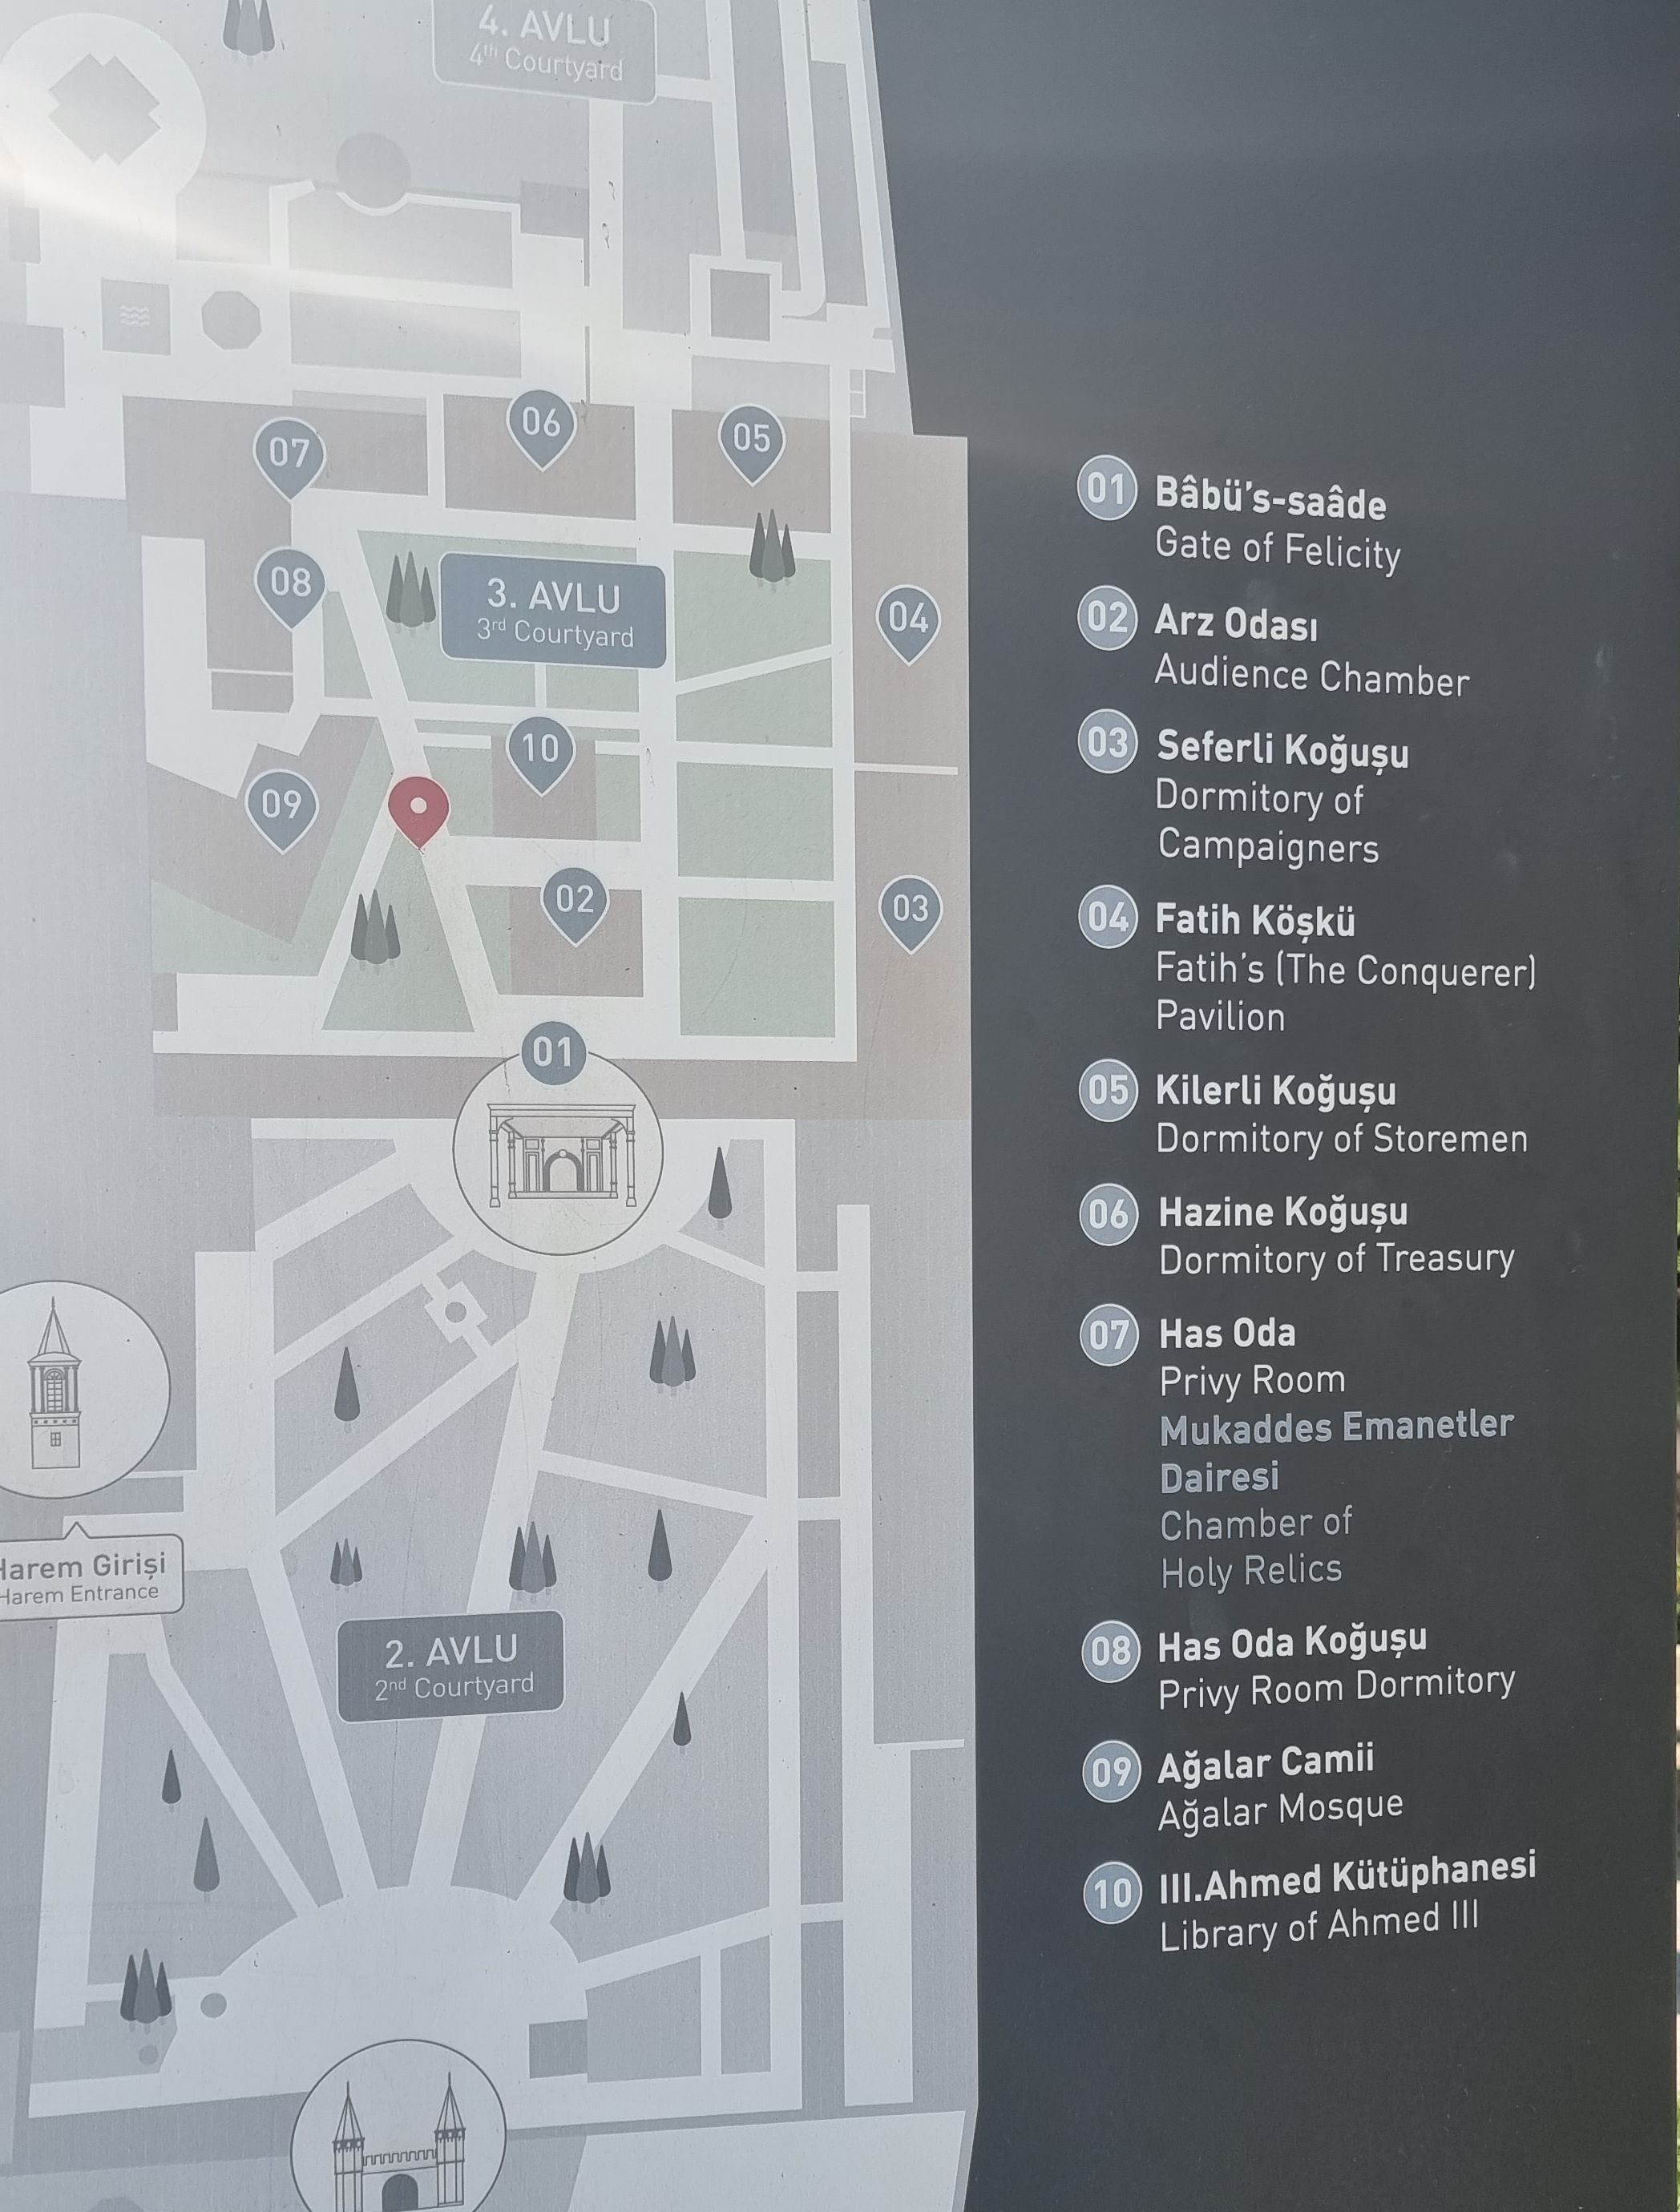 4. AVLU
4th Courtyard
07
06
05
08
3. AVLU
3rd Courtyard
04
10
09
02
03
01
Harem Girişi
Harem Entrance
2. AVLU
2nd Courtyard
01 Bâbü's-saâde
Gate of Felicity
02 Arz Odası
Audience Chamber
03 Seferli Koğuşu
Dormitory of
Campaigners
04 Fatih Köşkü
Fatih's (The Conquerer)
Pavilion
05 Kilerli Koğuşu
Dormitory of Storemen
06 Hazine Koğuşu
Dormitory of Treasury
07 Has Oda
Privy Room
Mukaddes Emanetler
Dairesi
Chamber of
Holy Relics
08 Has Oda Koğuşu
Privy Room Dormitory
09 Ağalar Camii
Ağalar Mosque
10 III.Ahmed Kütüphanesi
Library of Ahmed III